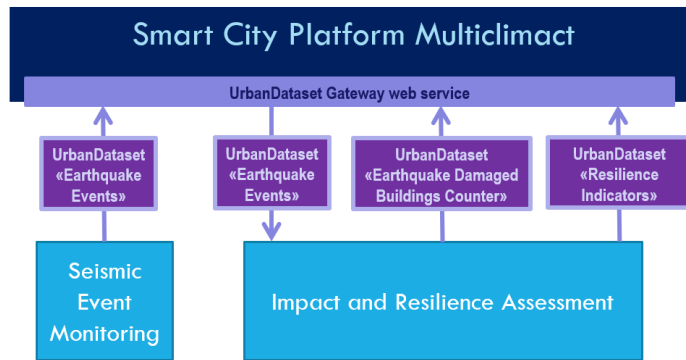 Smart City Platform Multiclimact
UrbanDataset Gateway web service
UrbanDataset
«Earthquake
Events»
UrbanDataset
«Earthquake
Events»
UrbanDataset
«Earthquake Damaged
Buildings Counter»
UrbanDataset
«Resilience
Indicators»
Seismic
Event
Monitoring
Impact and Resilience Assessment